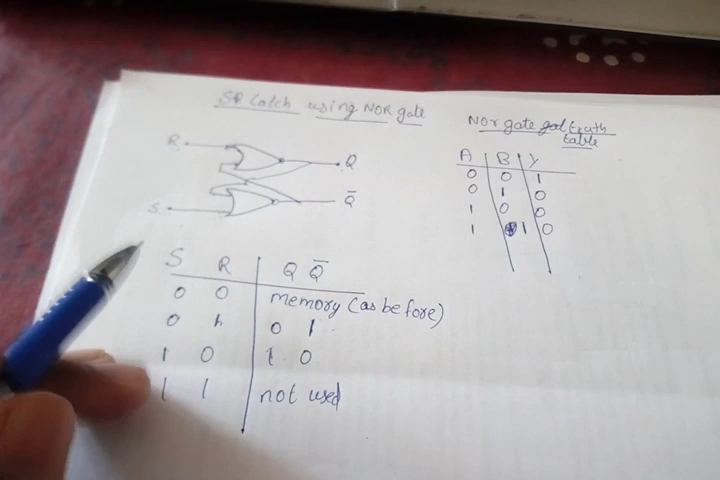 SR Latch using NOR gate
R
Q
S
Q̅
S R Q Q̅
0 0 memory (as before)
0 1 0 1
1 0 1 0
1 1 not used
Nor gate truth
table
A B Y
0 0 1
0 1 0
1 0 0
1 1 0